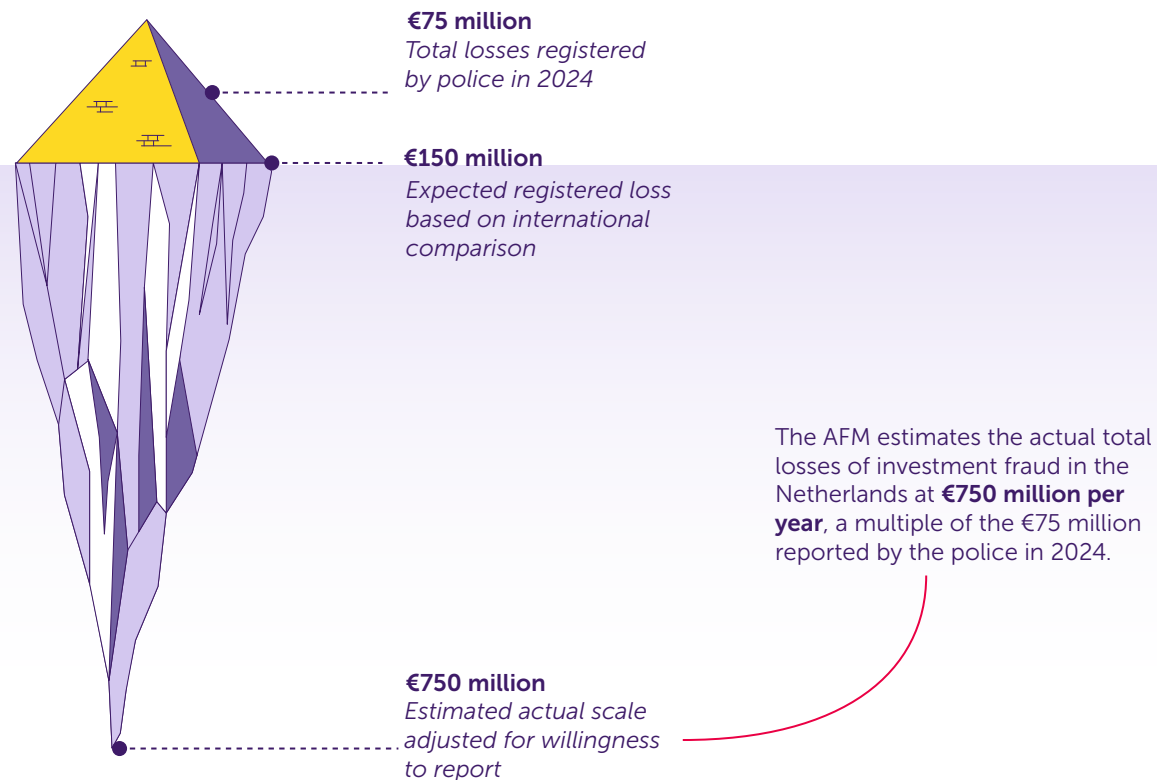 €75 million
Total losses registered
by police in 2024
€150 million
Expected registered loss
based on international
comparison
The AFM estimates the actual total
losses of investment fraud in the
Netherlands at €750 million per
year, a multiple of the €75 million
reported by the police in 2024.
€750 million
Estimated actual scale
adjusted for willingness
to report